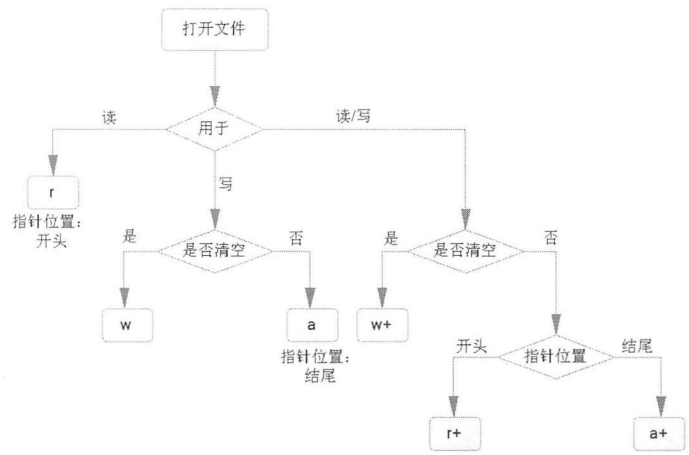 打开文件
读
用于
读/写
r
指针位置：
开头
写
是
是否清空
否
是
是否清空
否
w
a
指针位置：
结尾
w+
开头
指针位置
结尾
r+
a+